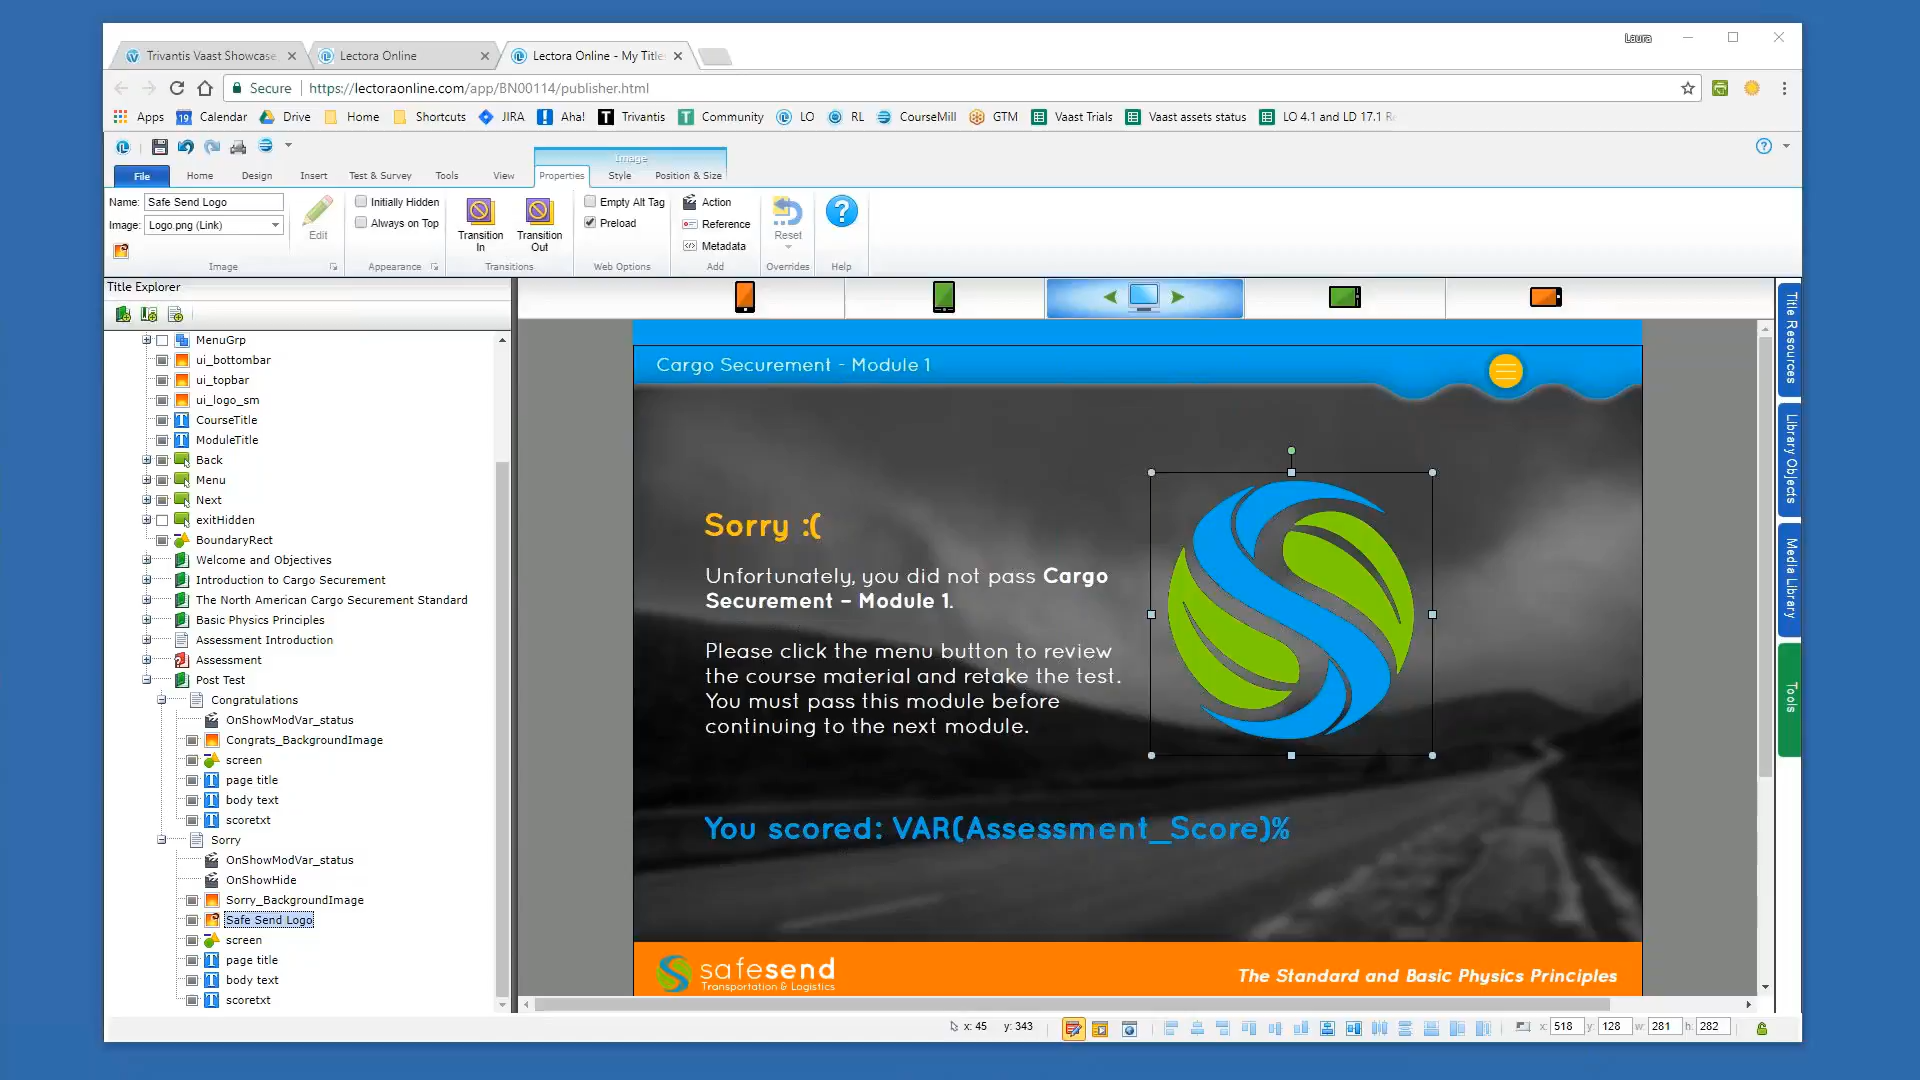 Laura
Trivantis Vaast Showcase
Lectora Online
Lectora Online - My Title
Secure
https://lectoraonline.com/app/BN00114/publisher.html
Apps
19
Calendar
Drive
Home
Shortcuts
JIRA
Aha!
Trivantis
Community
LO
RL
CourseMill
GTM
Vaast Trials
Vaast assets status
LO 4.1 and LD 17.1 Re
Image
File
Home
Design
Insert
Test & Survey
Tools
View
Properties
Style
Position & Size
Name:
Safe Send Logo
Image:
Logo.png (Link)
Edit
Initially Hidden
Always on Top
Transition
In
Transition
Out
Empty Alt Tag
Preload
Action
Reference
Metadata
Reset
Image
Appearance
Transitions
Web Options
Add
Overrides
Help
Title Explorer
MenuGrp
ui_bottombar
ui_topbar
ui_logo_sm
CourseTitle
ModuleTitle
Back
Menu
Next
exitHidden
BoundaryRect
Welcome and Objectives
Introduction to Cargo Securement
The North American Cargo Securement Standard
Basic Physics Principles
Assessment Introduction
Assessment
Post Test
Congratulations
OnShowModVar_status
Congrats_BackgroundImage
screen
page title
body text
scoretxt
Sorry
OnShowModVar_status
OnShowHide
Sorry_BackgroundImage
Safe Send Logo
screen
page title
body text
scoretxt
Cargo Securement - Module 1
Sorry :(
Unfortunately, you did not pass Cargo
Securement – Module 1.
Please click the menu button to review
the course material and retake the test.
You must pass this module before
continuing to the next module.
You scored: VAR(Assessment_Score)%
safesend
Transportation & Logistics
The Standard and Basic Physics Principles
Title Resources
Library Objects
Media Library
Tools
x: 45
y: 343
x: 518
y: 128
w: 281
h: 282